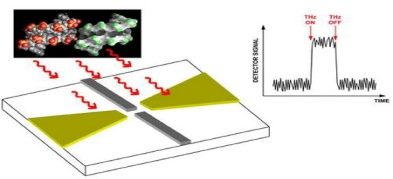 THz ON
THz OFF
DETECTOR SIGNAL
TIME